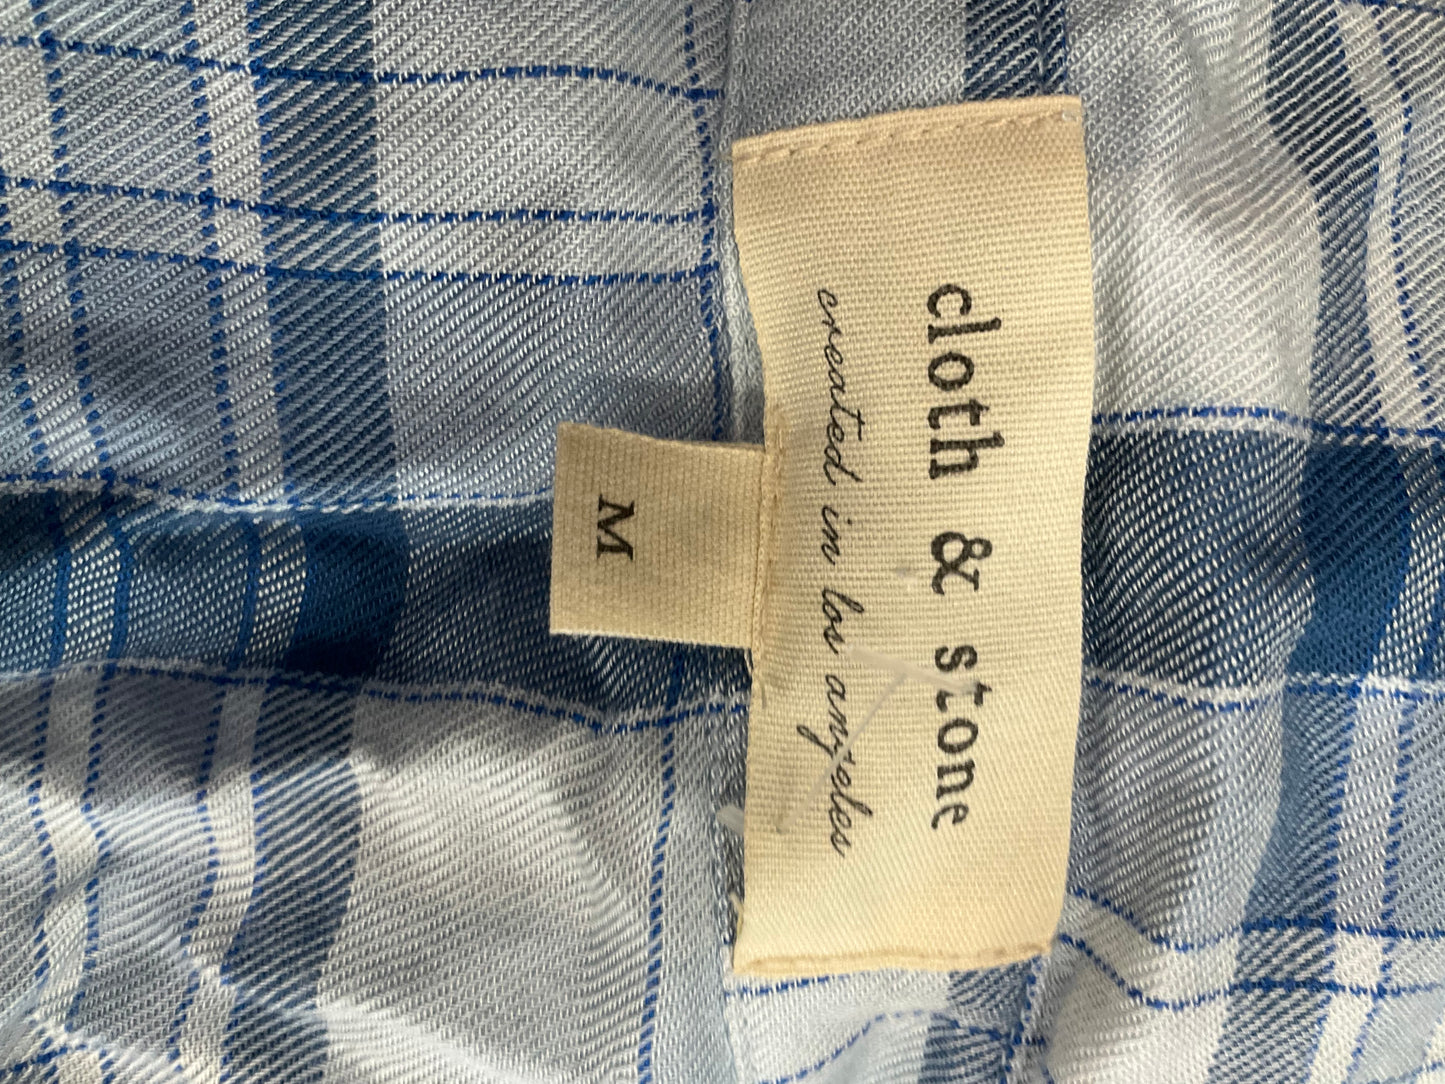 cloth & stone
created in los angeles
M